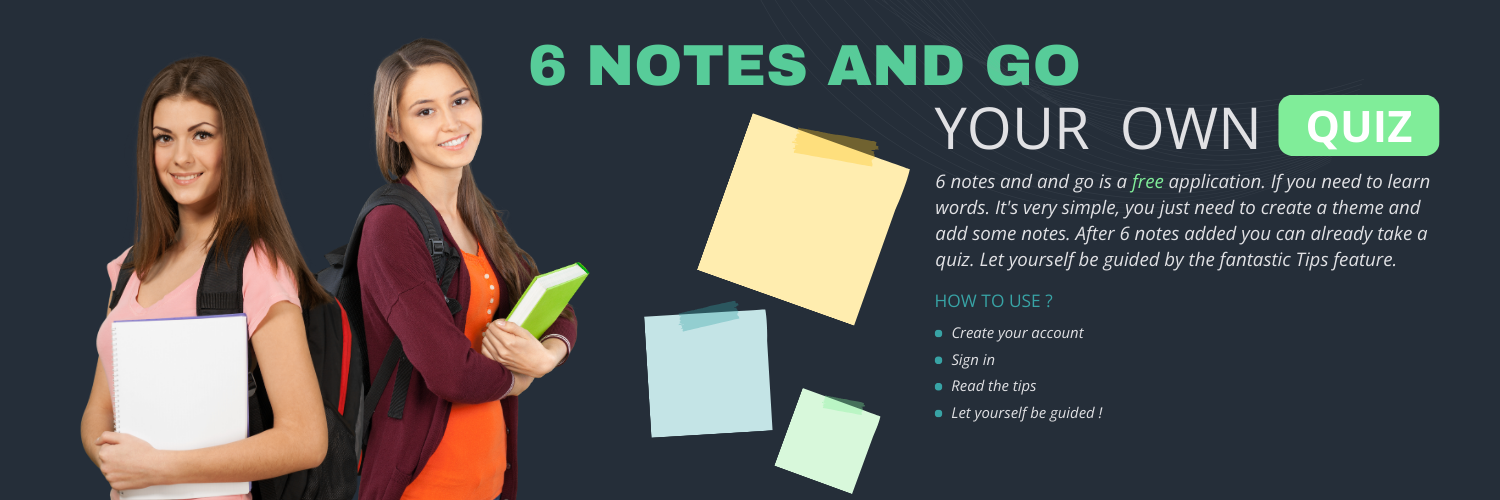 6 NOTES AND GO
YOUR OWN QUIZ
6 notes and and go is a free application. If you need to learn
words. It's very simple, you just need to create a theme and
add some notes. After 6 notes added you can already take a
quiz. Let yourself be guided by the fantastic Tips feature.
HOW TO USE ?
Create your account
Sign in
Read the tips
Let yourself be guided !